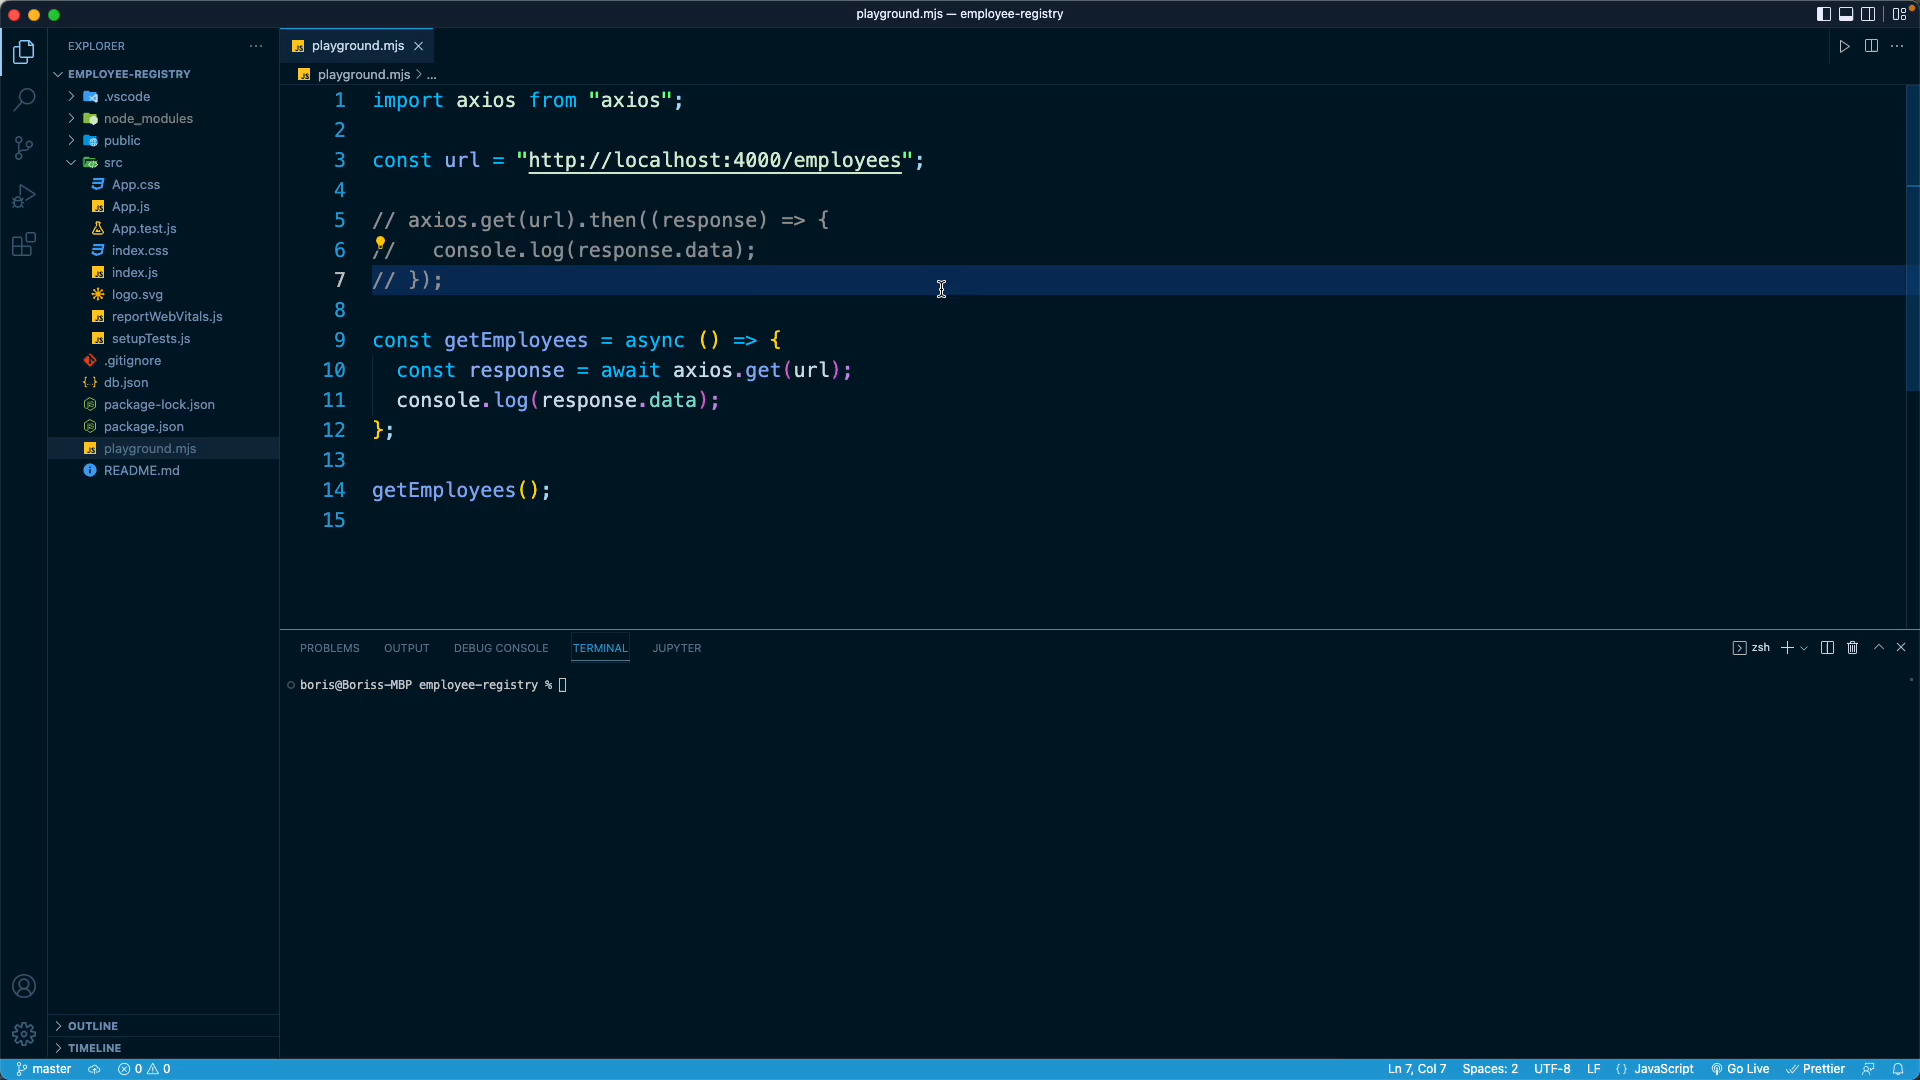 playground.mjs — employee-registry
EXPLORER
EMPLOYEE-REGISTRY
.vscode
node_modules
public
src
App.css
App.js
App.test.js
index.css
index.js
logo.svg
reportWebVitals.js
setupTests.js
.gitignore
db.json
package-lock.json
package.json
playground.mjs
README.md
OUTLINE
TIMELINE
playground.mjs
playground.mjs > ...
1 import axios from "axios";
2
3 const url = "http://localhost:4000/employees";
4
5 // axios.get(url).then((response) => {
6 //   console.log(response.data);
7 // });
8
9 const getEmployees = async () => {
10   const response = await axios.get(url);
11   console.log(response.data);
12 };
13
14 getEmployees();
15
PROBLEMS OUTPUT DEBUG CONSOLE TERMINAL JUPYTER
zsh
boris@Boriss-MBP employee-registry %
master 0 0 Ln 7, Col 7 Spaces: 2 UTF-8 LF {} JavaScript Go Live Prettier